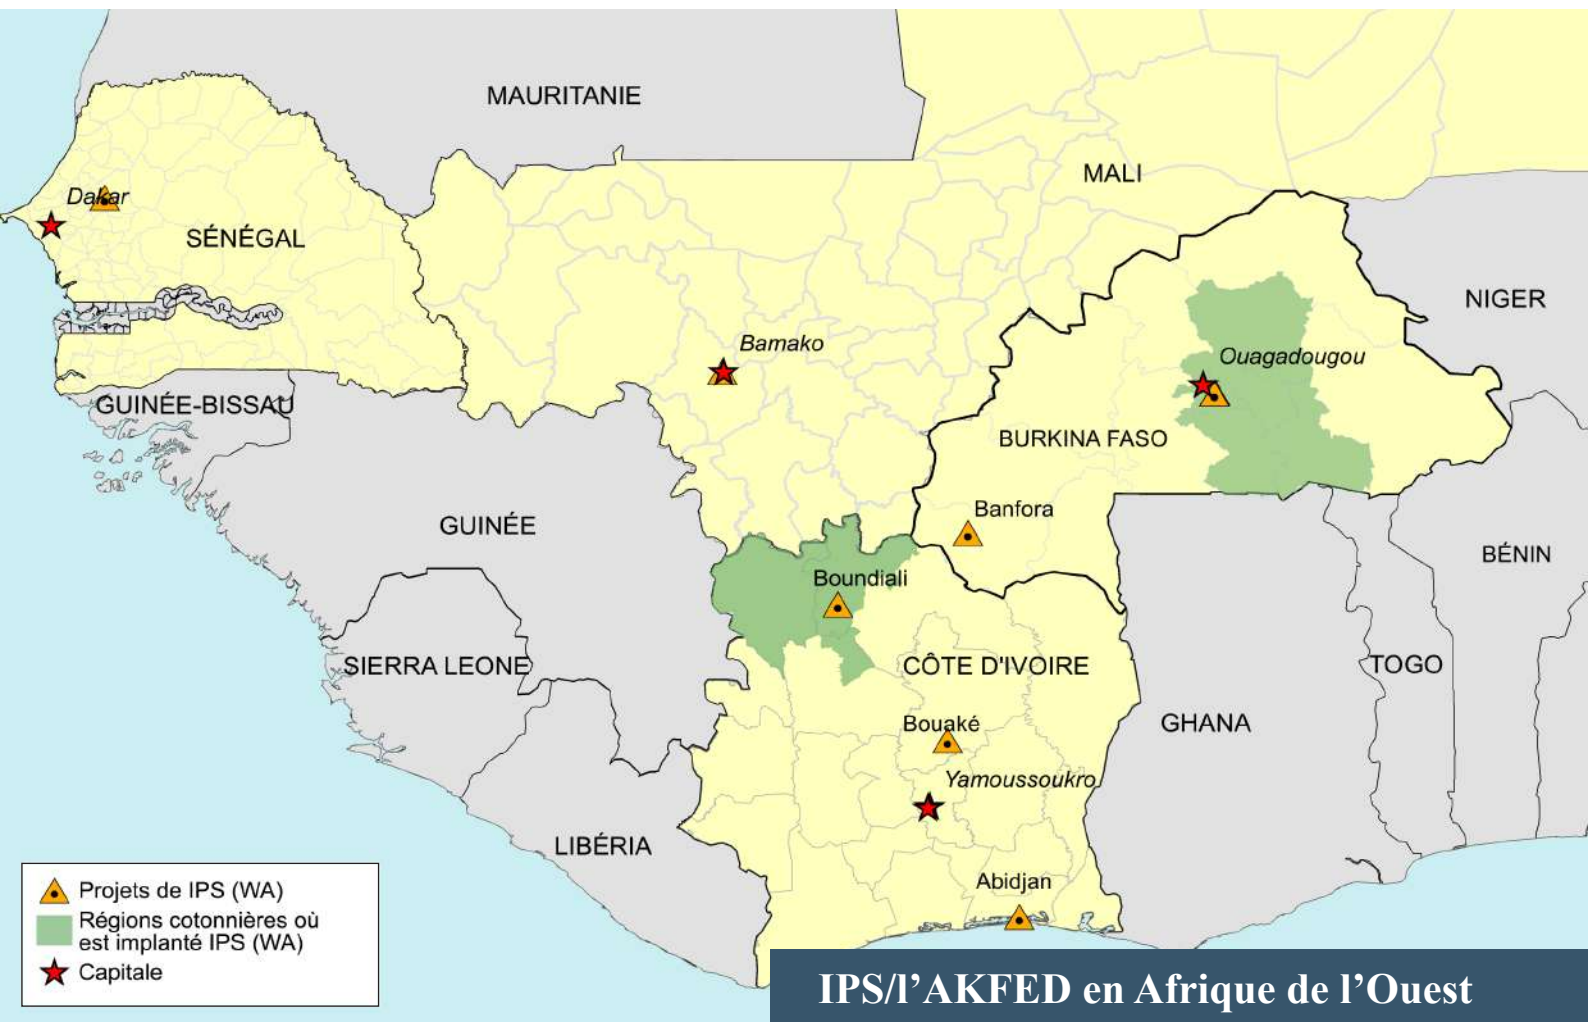 MAURITANIE
MALI
Dakar
SÉNÉGAL
NIGER
Bamako
Ouagadougou
GUINÉE-BISSAU
BURKINA FASO
Banfora
GUINÉE
BÉNIN
Boundiali
SIERRA LEONE
CÔTE D'IVOIRE
TOGO
GHANA
Bouaké
Yamoussoukro
LIBÉRIA
Abidjan
Projets de IPS (WA)
Régions cotonnières où
est implanté IPS (WA)
Capitale
IPS/l’AKFED en Afrique de l’Ouest